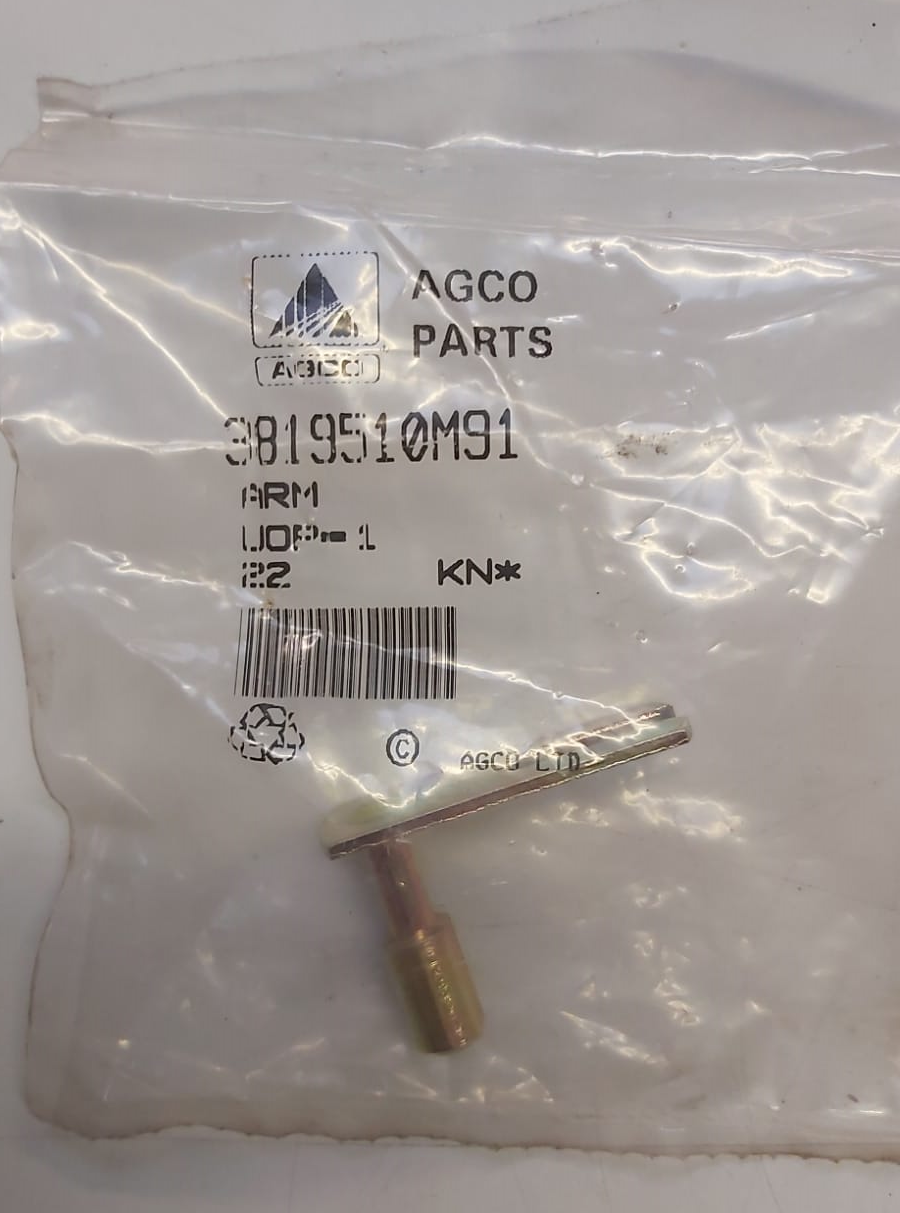 AGCO
PARTS
AGCO
3819510M91
ARM
UOP-1
22 KN*
© AGCO LTD